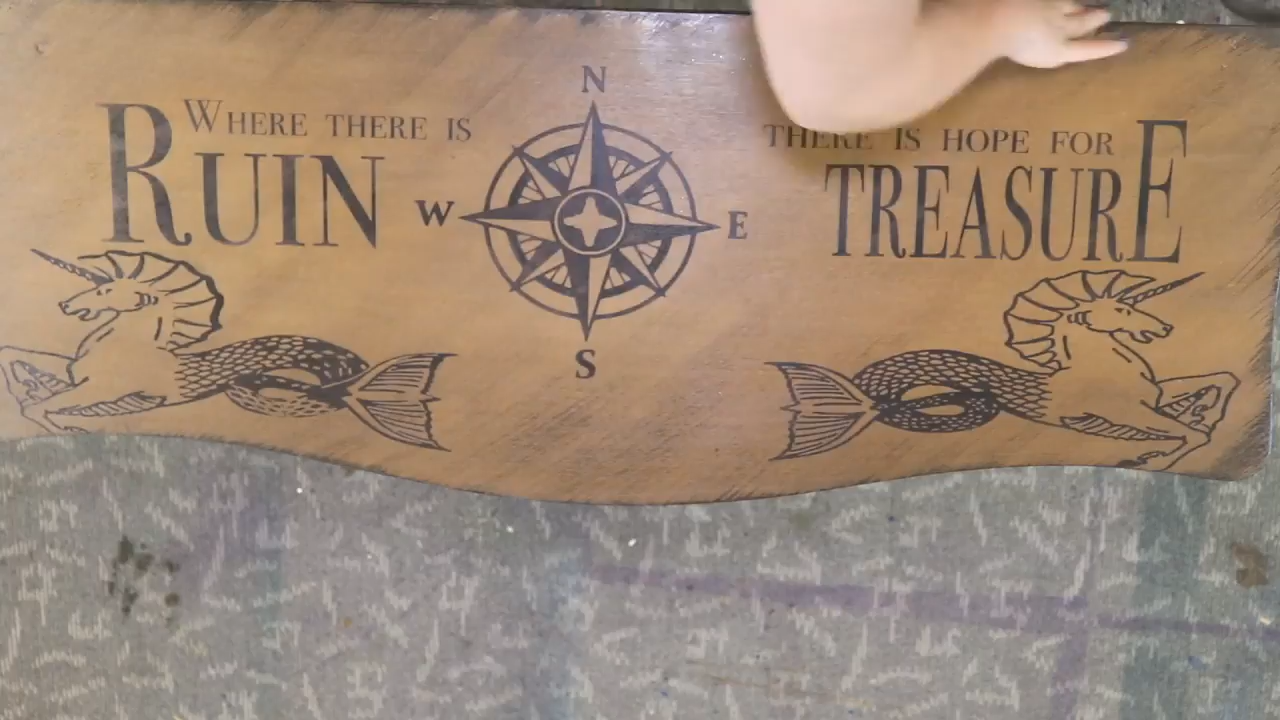 WHERE THERE IS
RUIN
N
W
E
S
THERE IS HOPE FOR
TREASURE